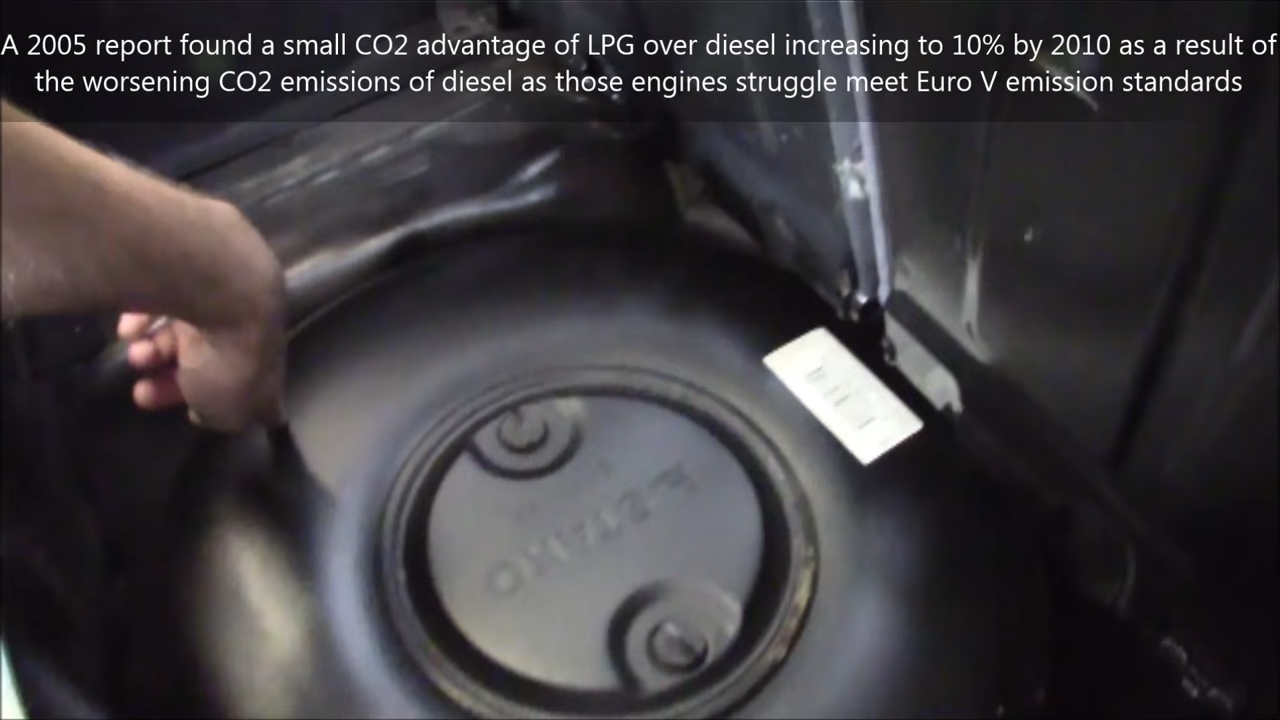 A 2005 report found a small CO2 advantage of LPG over diesel increasing to 10% by 2010 as a result of
the worsening CO2 emissions of diesel as those engines struggle meet Euro V emission standards